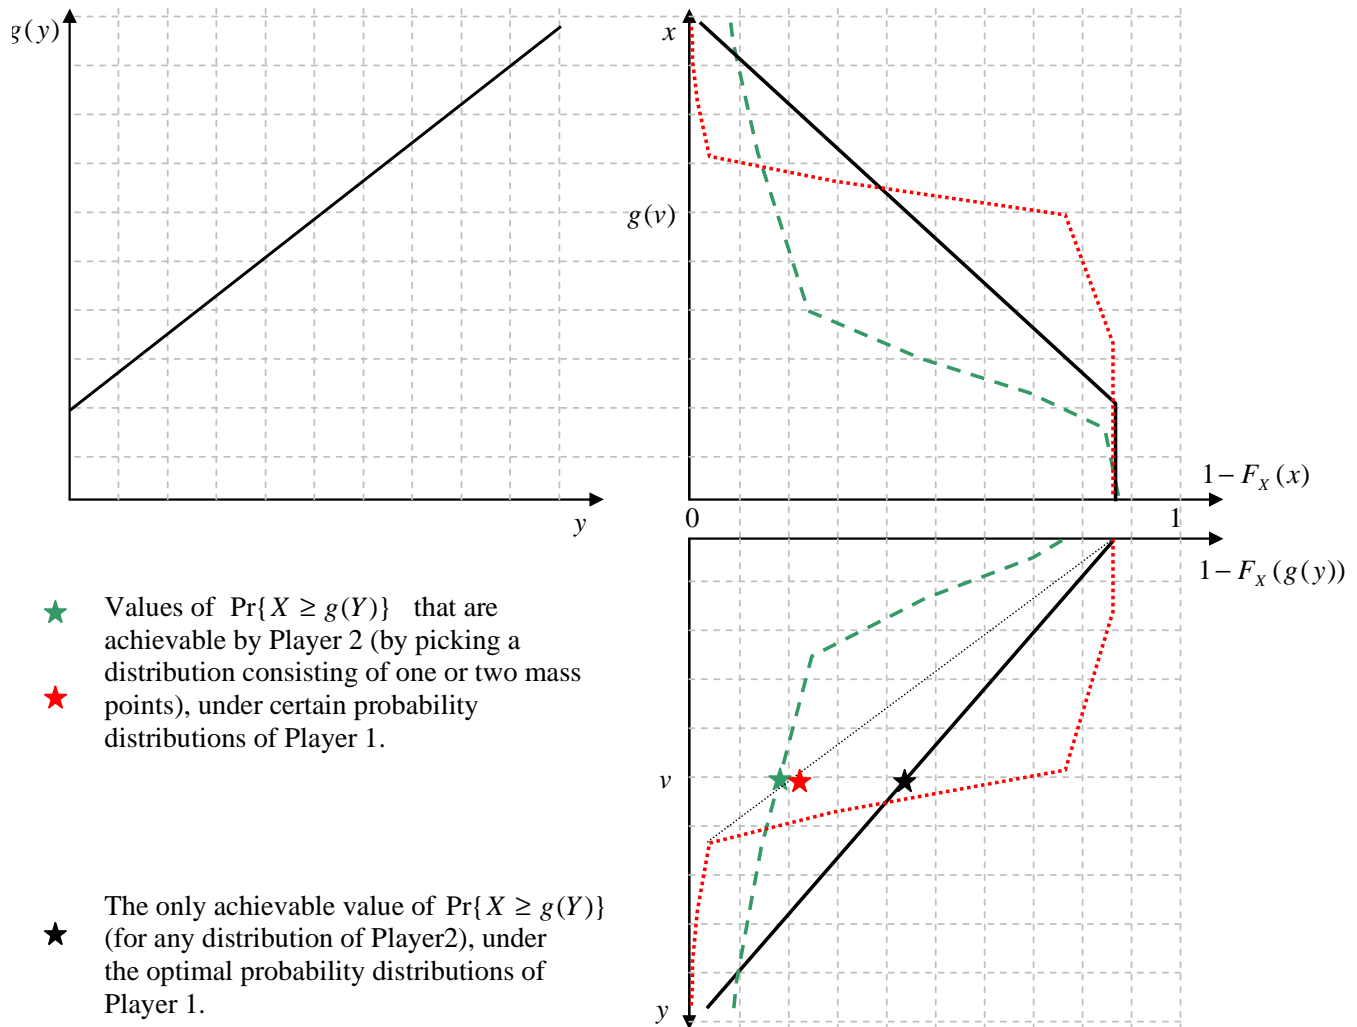 g(y)
y
x
g(v)
1 − F_X(x)
0
1
1 − F_X(g(y))
v
y
Values of Pr{X ≥ g(Y)} that are
achievable by Player 2 (by picking a
distribution consisting of one or two mass
points), under certain probability
distributions of Player 1.
The only achievable value of Pr{X ≥ g(Y)}
(for any distribution of Player2), under
the optimal probability distributions of
Player 1.